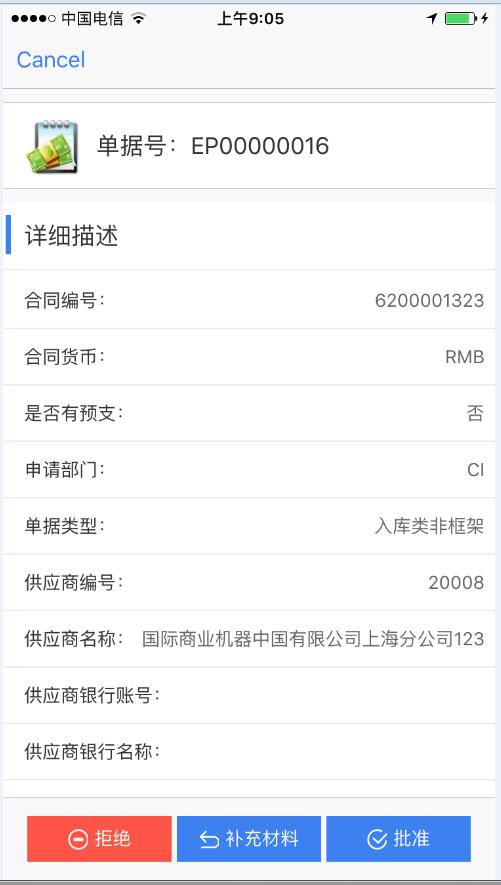 中国电信 上午9:05
Cancel
单据号：EP00000016
详细描述
合同编号： 6200001323
合同货币： RMB
是否有预支： 否
申请部门： CI
单据类型： 入库类非框架
供应商编号： 20008
供应商名称： 国际商业机器中国有限公司上海分公司123
供应商银行账号：
供应商银行名称：
拒绝 补充材料 批准